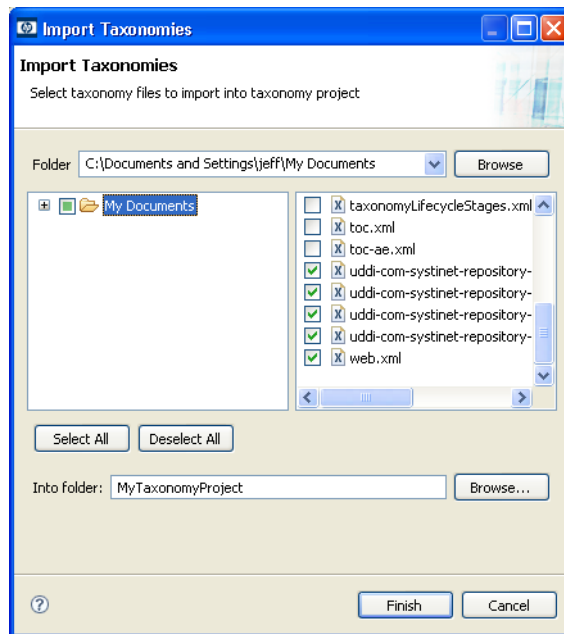 Import Taxonomies
Import Taxonomies
Select taxonomy files to import into taxonomy project
Folder C:\Documents and Settings\jeff\My Documents Browse
My Documents
taxonomyLifecycleStages.xml
toc.xml
toc-ae.xml
uddi-com-systinet-repository-
uddi-com-systinet-repository-
uddi-com-systinet-repository-
uddi-com-systinet-repository-
web.xml
Select All Deselect All
Into folder: MyTaxonomyProject Browse...
Finish Cancel